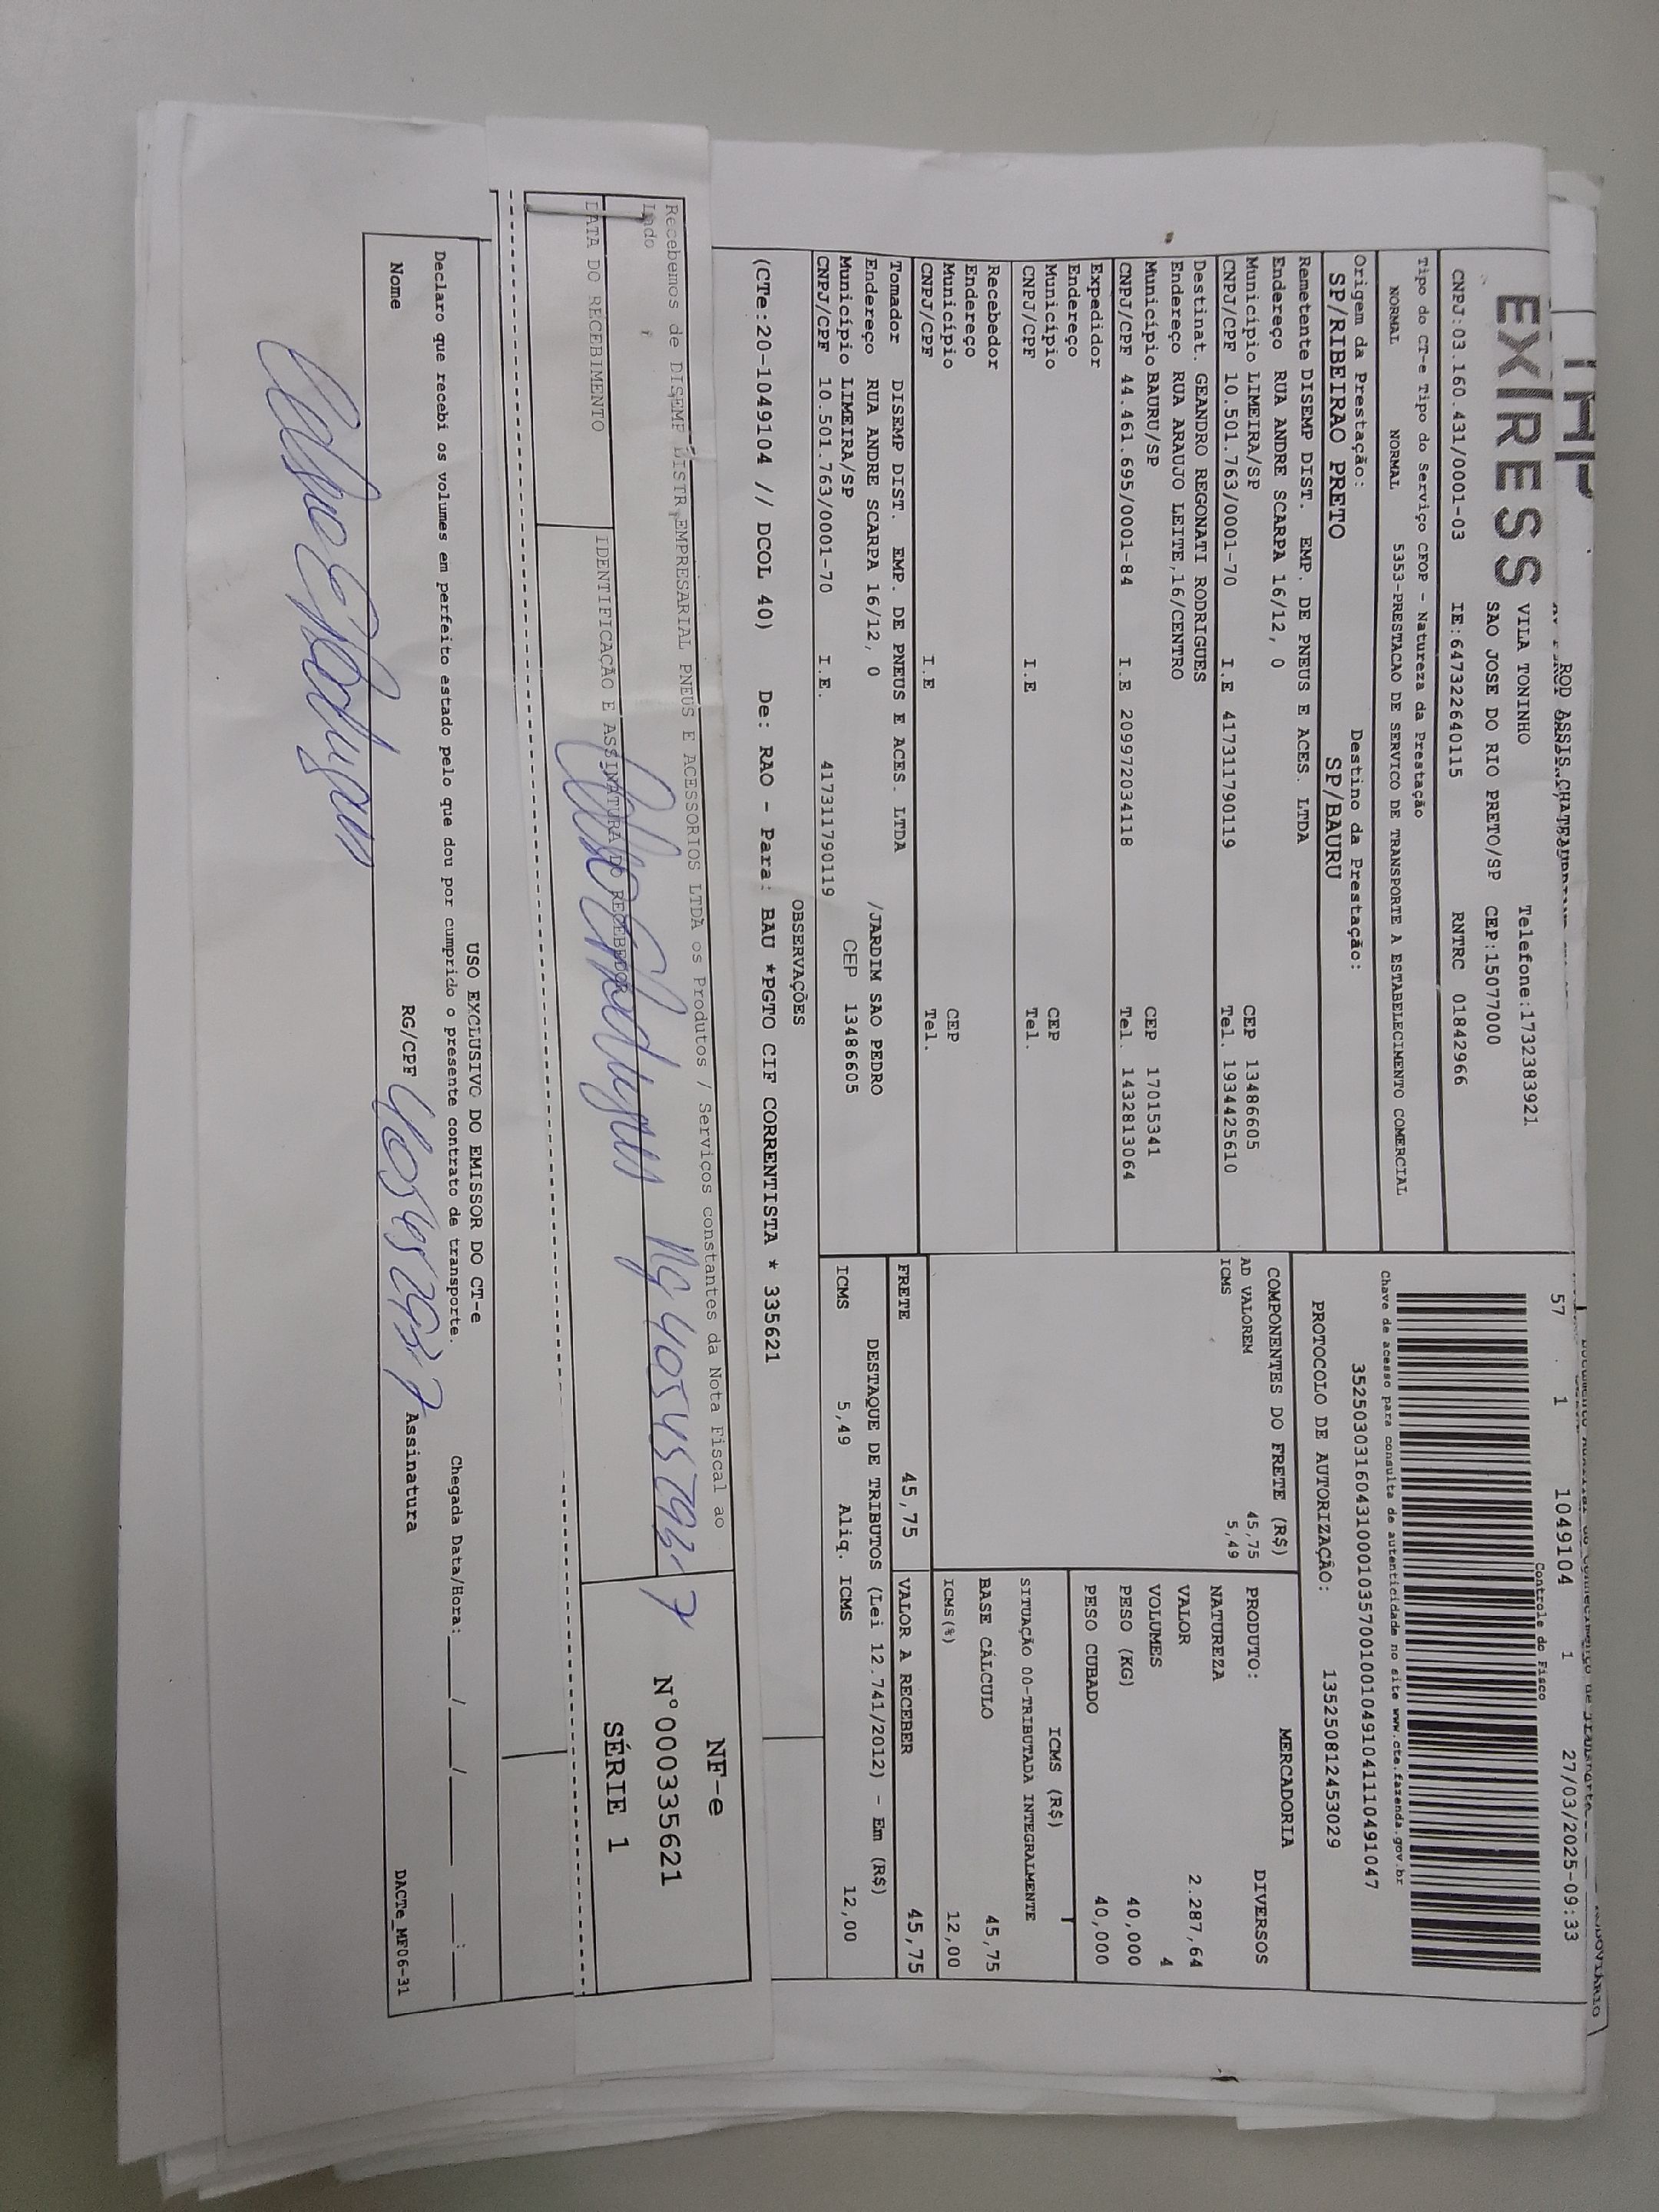 EXPRESS
VILA TONINHO Telefone:1732383921
SAO JOSE DO RIO PRETO/SP CEP:15077000
CNPJ:03.160.431/0001-03 IE:647322640115 RNTRC 01842966
Tipo do CT-e Tipo do Serviço CFOP - Natureza da Prestação
NORMAL NORMAL 5353-PRESTACAO DE SERVICO DE TRANSPORTE A ESTABELECIMENTO COMERCIAL
Origem da Prestação: Destino da Prestação:
SP/RIBEIRAO PRETO SP/BAURU
Remetente DISEMP DIST. EMP. DE PNEUS E ACES. LTDA
Endereço RUA ANDRE SCARPA 16/12, 0
Município LIMEIRA/SP CEP 13486605
CNPJ/CPF 10.501.763/0001-70 I.E 417311790119 Tel. 1934425610
Destinat. GEANDRO REGONATI RODRIGUES
Endereço RUA ARAUJO LEITE,16/CENTRO
Município BAURU/SP CEP 17015341
CNPJ/CPF 44.461.695/0001-84 I.E 209972034118 Tel. 1432813064
Expedidor
Endereço
Município CEP
CNPJ/CPF I.E Tel.
Recebedor
Endereço
Município CEP
CNPJ/CPF I.E Tel.
Tomador DISEMP DIST. EMP. DE PNEUS E ACES. LTDA
Endereço RUA ANDRE SCARPA 16/12, 0 /JARDIM SAO PEDRO
Município LIMEIRA/SP CEP 13486605
CNPJ/CPF 10.501.763/0001-70 I.E. 417311790119
57 1 1049104 1 27/03/2025-09:33
Controle do Fisco
Chave de acesso para consulta de autenticidade no site www.cte.fazenda.gov.br
35250303160431000103570010010491041110491047
PROTOCOLO DE AUTORIZAÇÃO: 135250812453029
COMPONENTES DO FRETE (R$)
AD VALOREM 45,75
ICMS 5,49
MERCADORIA
PRODUTO: DIVERSOS
NATUREZA
VALOR 2.287,64
VOLUMES 4
PESO (KG) 40,000
PESO CUBADO 40,000
ICMS (R$)
SITUAÇÃO 00-TRIBUTADA INTEGRALMENTE
BASE CÁLCULO 45,75
ICMS(%) 12,00
FRETE 45,75 VALOR A RECEBER 45,75
DESTAQUE DE TRIBUTOS (Lei 12.741/2012) - Em (R$)
ICMS 5,49 Aliq. ICMS 12,00
OBSERVAÇÕES
(CTe:20-1049104 // DCOL 40) De: RAO - Para: BAU *PGTO CIF CORRENTISTA * 335621
Recebemos de DISEMP DISTR EMPRESARIAL PNEUS E ACESSORIOS LTDA os Produtos / Serviços constantes da Nota Fiscal ao
lado
DATA DO RECEBIMENTO IDENTIFICAÇÃO E ASSINATURA DO RECEBEDOR
NF-e
N°000335621
SÉRIE 1
USO EXCLUSIVO DO EMISSOR DO CT-e
Declaro que recebi os volumes em perfeito estado pelo que dou por cumprido o presente contrato de transporte. Chegada Data/Hora:____/____/____ ____:____
Nome RG/CPF Assinatura
DACTe_MF06-31